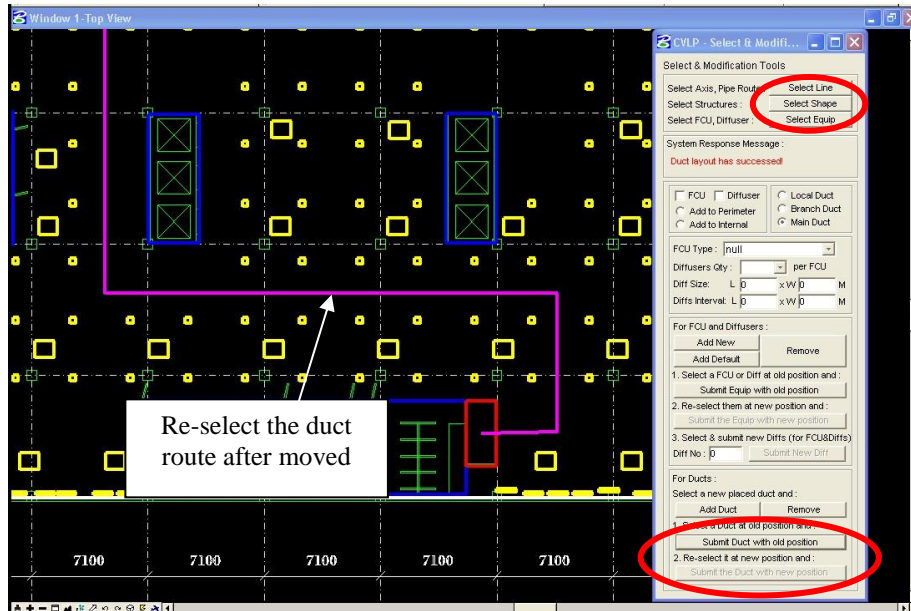 Window 1-Top View
CVLP - Select & Modifi...
Select & Modification Tools
Select Axis, Pipe Route
Select Line
Select Structures :
Select Shape
Select FCU, Diffuser :
Select Equip
System Response Message :
Duct layout has successed!
FCU
Diffuser
Local Duct
Add to Perimeter
Branch Duct
Add to Internal
Main Duct
FCU Type : null
Diffusers Qty :
per FCU
Diff Size: L 0 x W 0 M
Diffs Interval: L 0 x W 0 M
For FCU and Diffusers :
Add New
Remove
Add Default
1. Select a FCU or Diff at old position and :
Submit Equip with old position
2. Re-select them at new position and :
Submit the Equip with new position
3. Select & submit new Diffs (for FCU&Diffs)
Diff No : 0
Submit New Diff
For Ducts :
Select a new placed duct and :
Add Duct
Remove
1. Select a Duct at old position and :
Submit Duct with old position
2. Re-select it at new position and :
Submit the Duct with new position
Re-select the duct
route after moved
7100 7100 7100 7100 7100